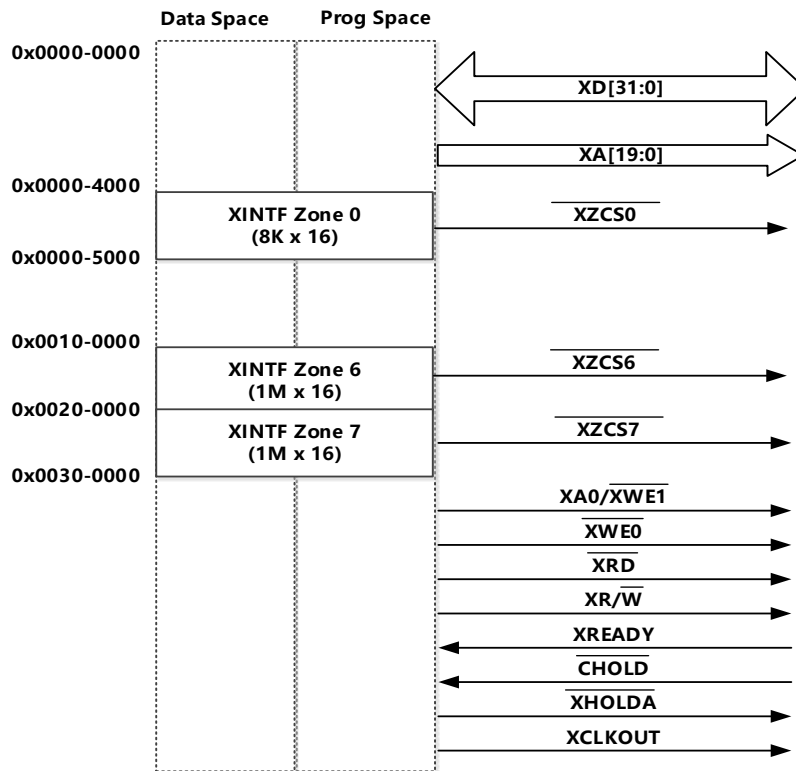 Data Space Prog Space
0x0000-0000
XD[31:0]
XA[19:0]
0x0000-4000
XINTF Zone 0
(8K x 16)
XZCS0
0x0000-5000
0x0010-0000
XINTF Zone 6
(1M x 16)
XZCS6
0x0020-0000
XINTF Zone 7
(1M x 16)
XZCS7
0x0030-0000
XA0/XWE1
XWE0
XRD
XR/W
XREADY
CHOLD
XHOLDA
XCLKOUT